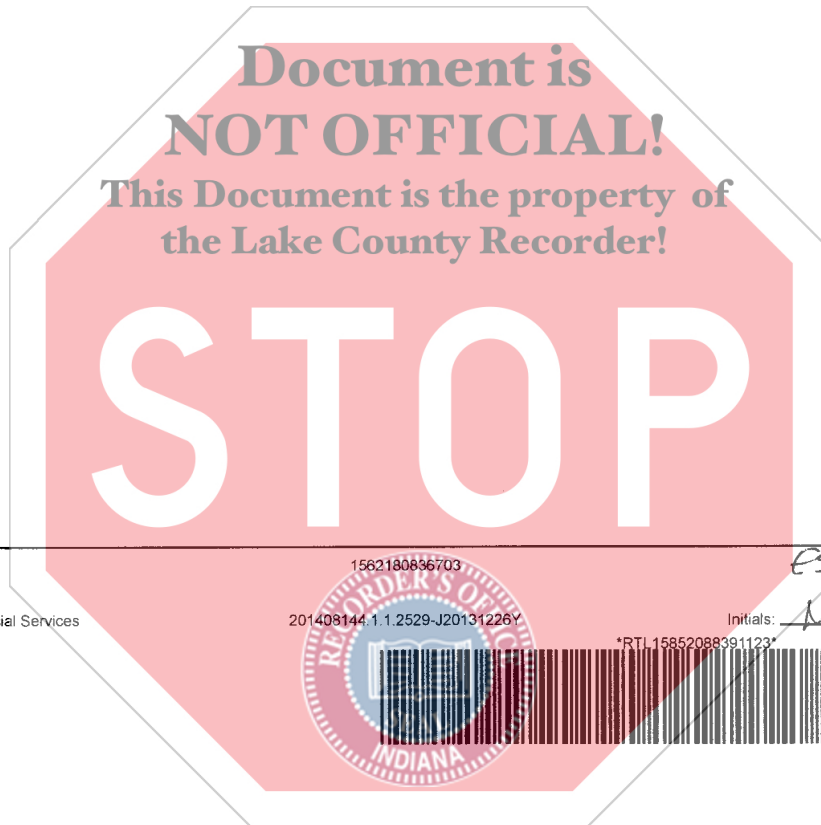 Document is
NOT OFFICIAL!
This Document is the property of
the Lake County Recorder!
STOP
1562180836703
ial Services
201408144.1.1.2529-J20131226Y
Initials:
*RTL15852088391123*
RECORDER'S OFFICE
SEAL
INDIANA